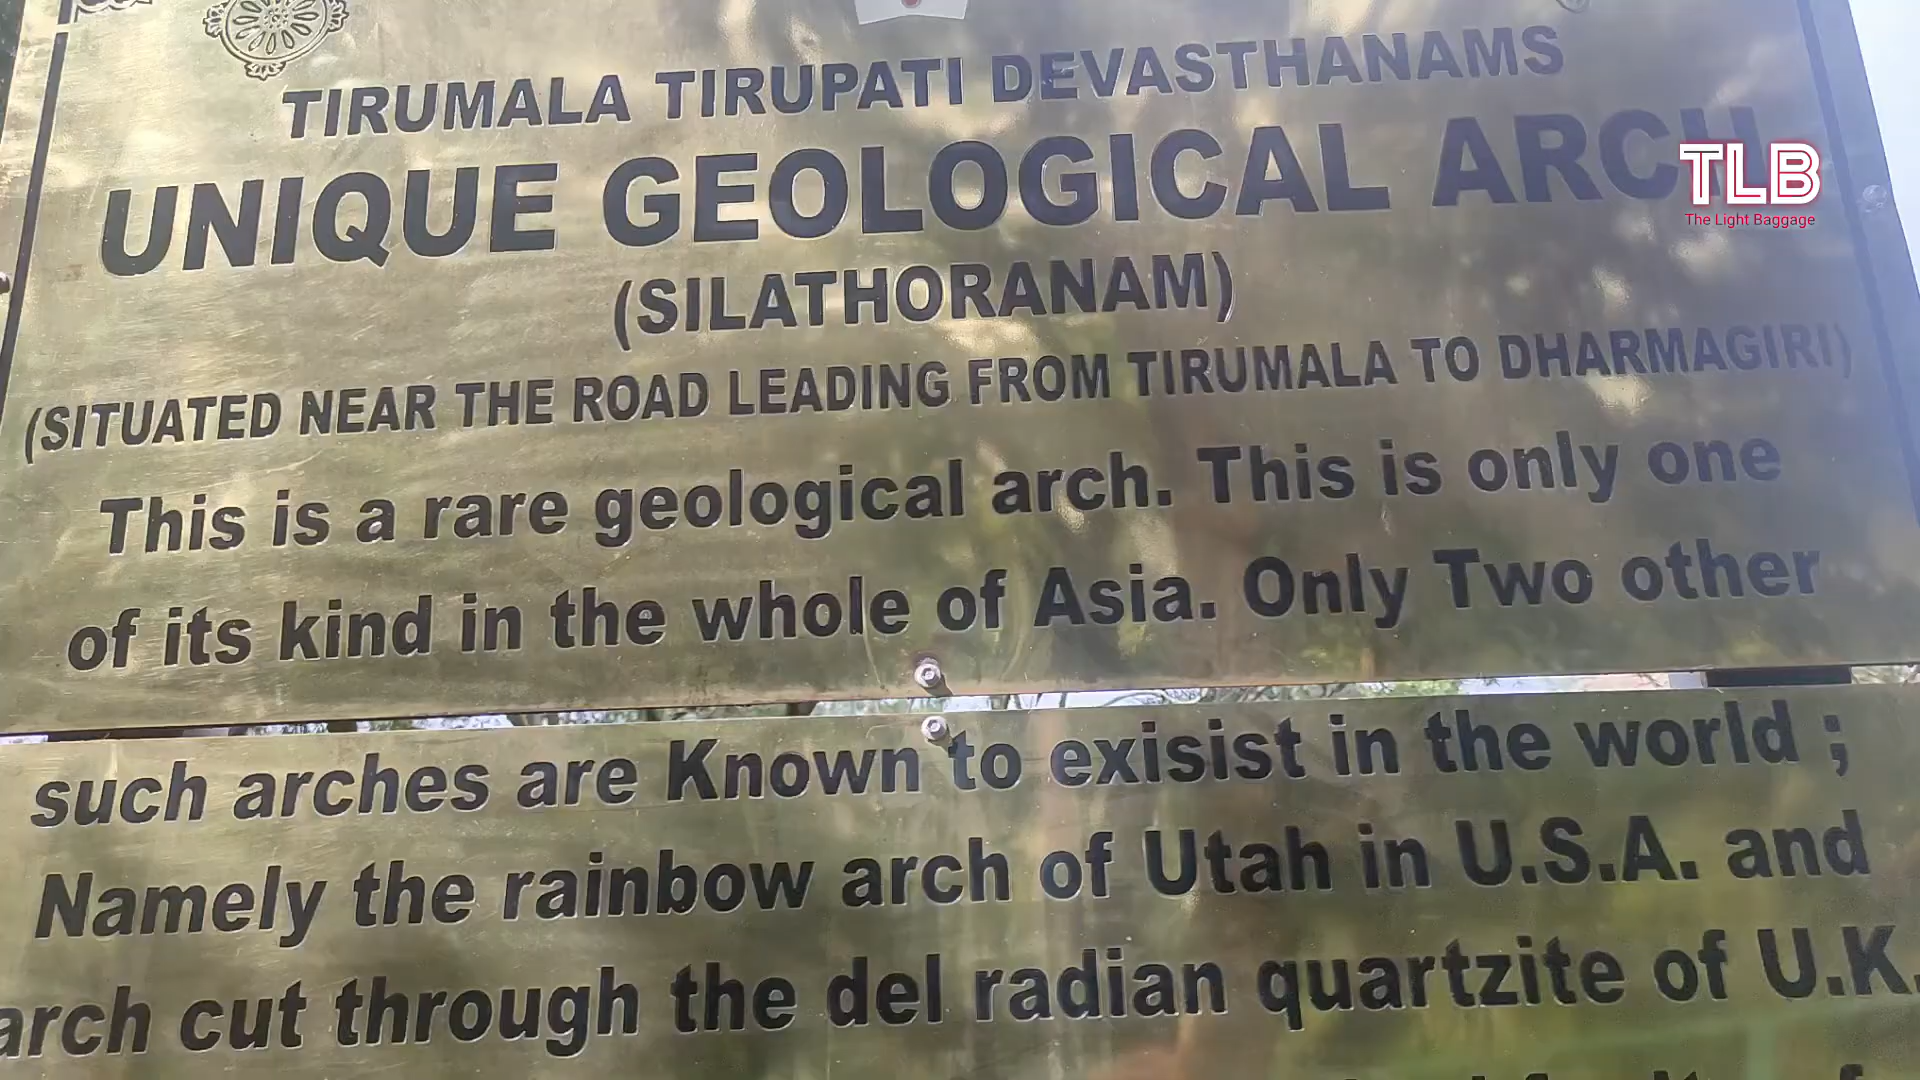 TIRUMALA TIRUPATI DEVASTHANAMS
UNIQUE GEOLOGICAL ARCH
TLB
The Light Baggage
(SILATHORANAM)
(SITUATED NEAR THE ROAD LEADING FROM TIRUMALA TO DHARMAGIRI)
This is a rare geological arch. This is only one
of its kind in the whole of Asia. Only Two other
such arches are Known to exisist in the world ;
Namely the rainbow arch of Utah in U.S.A. and
arch cut through the del radian quartzite of U.K.